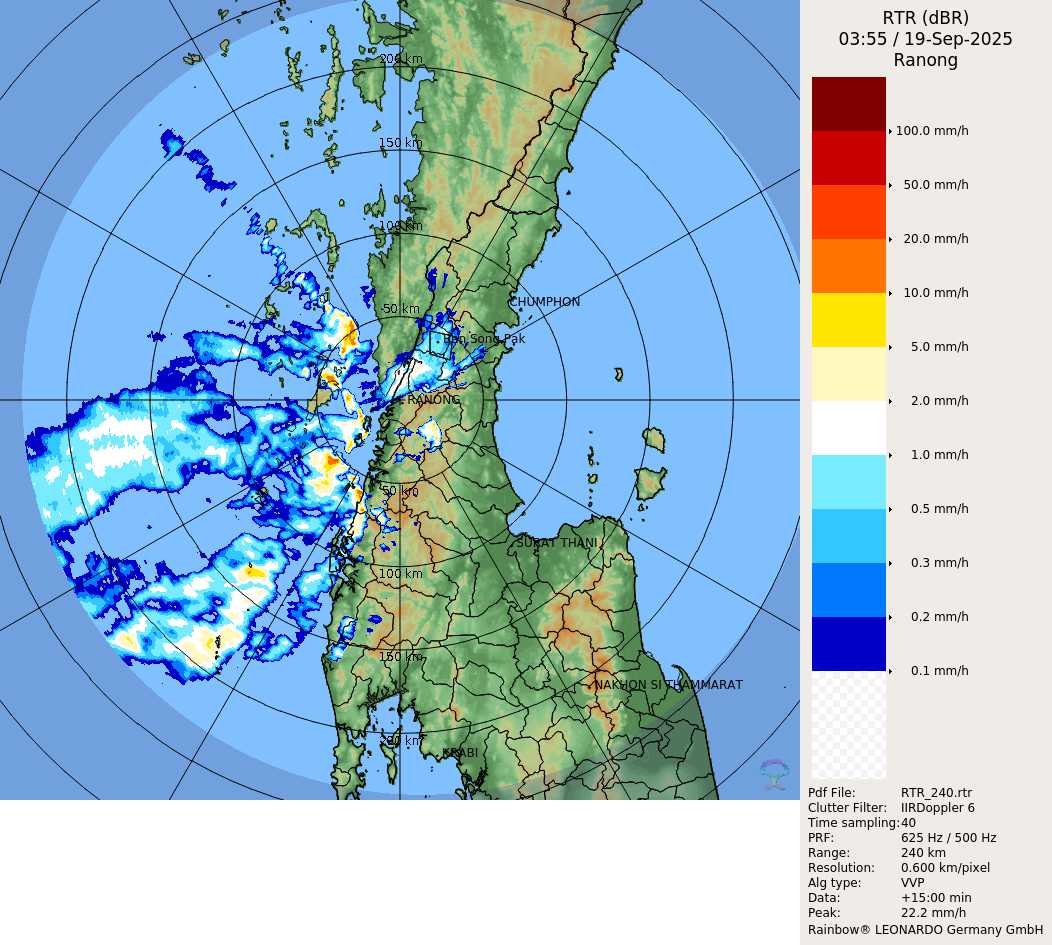 RTR (dBR)
03:55 / 19-Sep-2025
Ranong
200 km
150 km
100 km
50 km
CHUMPHON
Ban Song Pak
RANONG
50 km
SURAT THANI
100 km
150 km
NAKHON SI THAMMARAT
200 km
KRABI
100.0 mm/h
50.0 mm/h
20.0 mm/h
10.0 mm/h
5.0 mm/h
2.0 mm/h
1.0 mm/h
0.5 mm/h
0.3 mm/h
0.2 mm/h
0.1 mm/h
Pdf File: RTR_240.rtr
Clutter Filter: IIRDoppler 6
Time sampling: 40
PRF: 625 Hz / 500 Hz
Range: 240 km
Resolution: 0.600 km/pixel
Alg type: VVP
Data: +15:00 min
Peak: 22.2 mm/h
Rainbow® LEONARDO Germany GmbH